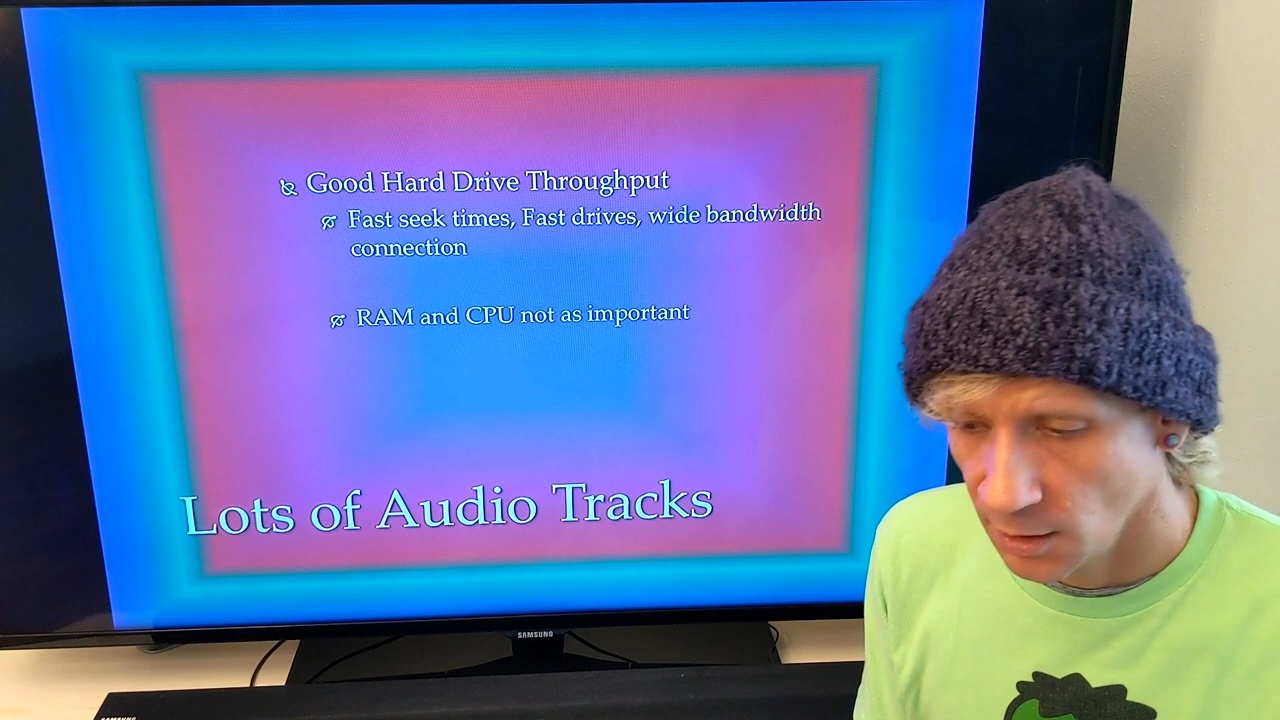 Good Hard Drive Throughput
Fast seek times, Fast drives, wide bandwidth
connection
RAM and CPU not as important
Lots of Audio Tracks
SAMSUNG
SAMSUNG